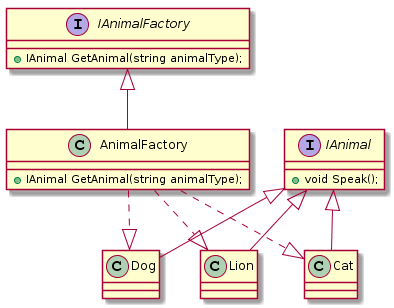 I IAnimalFactory
IAnimal GetAnimal(string animalType);
C AnimalFactory
IAnimal GetAnimal(string animalType);
I IAnimal
void Speak();
C Dog
C Lion
C Cat